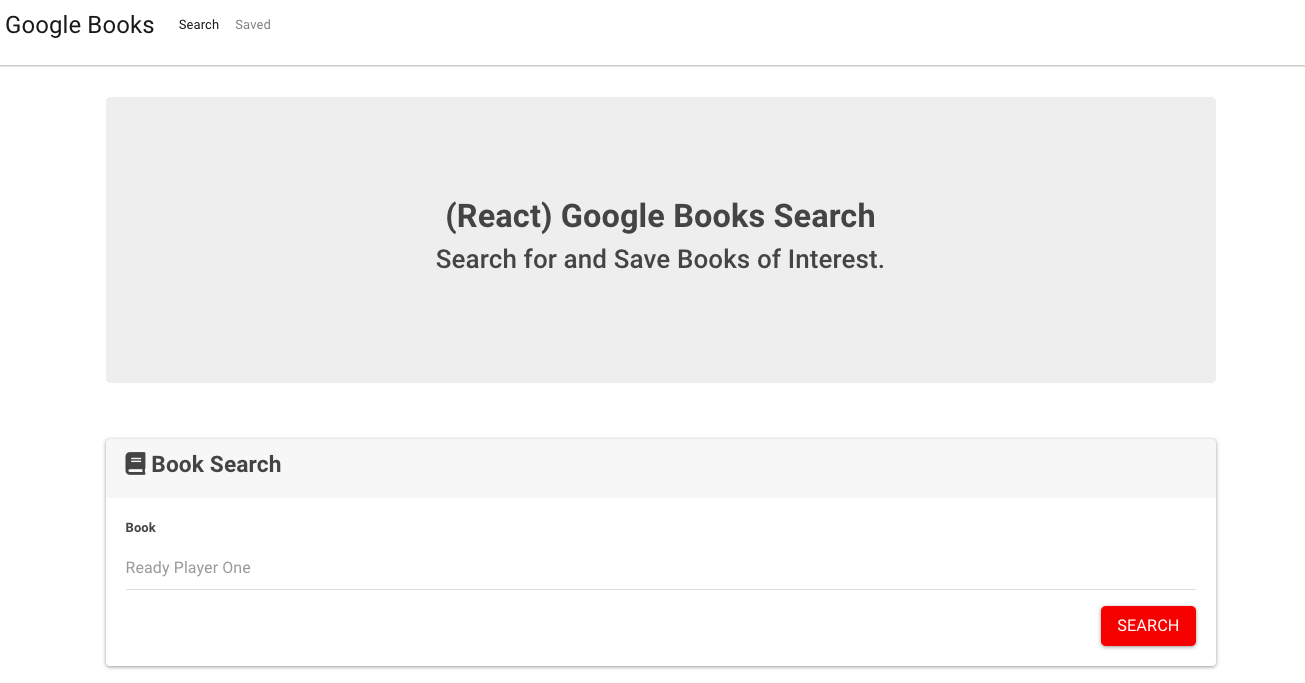 Google Books Search Saved
(React) Google Books Search
Search for and Save Books of Interest.
Book Search
Book
Ready Player One
SEARCH